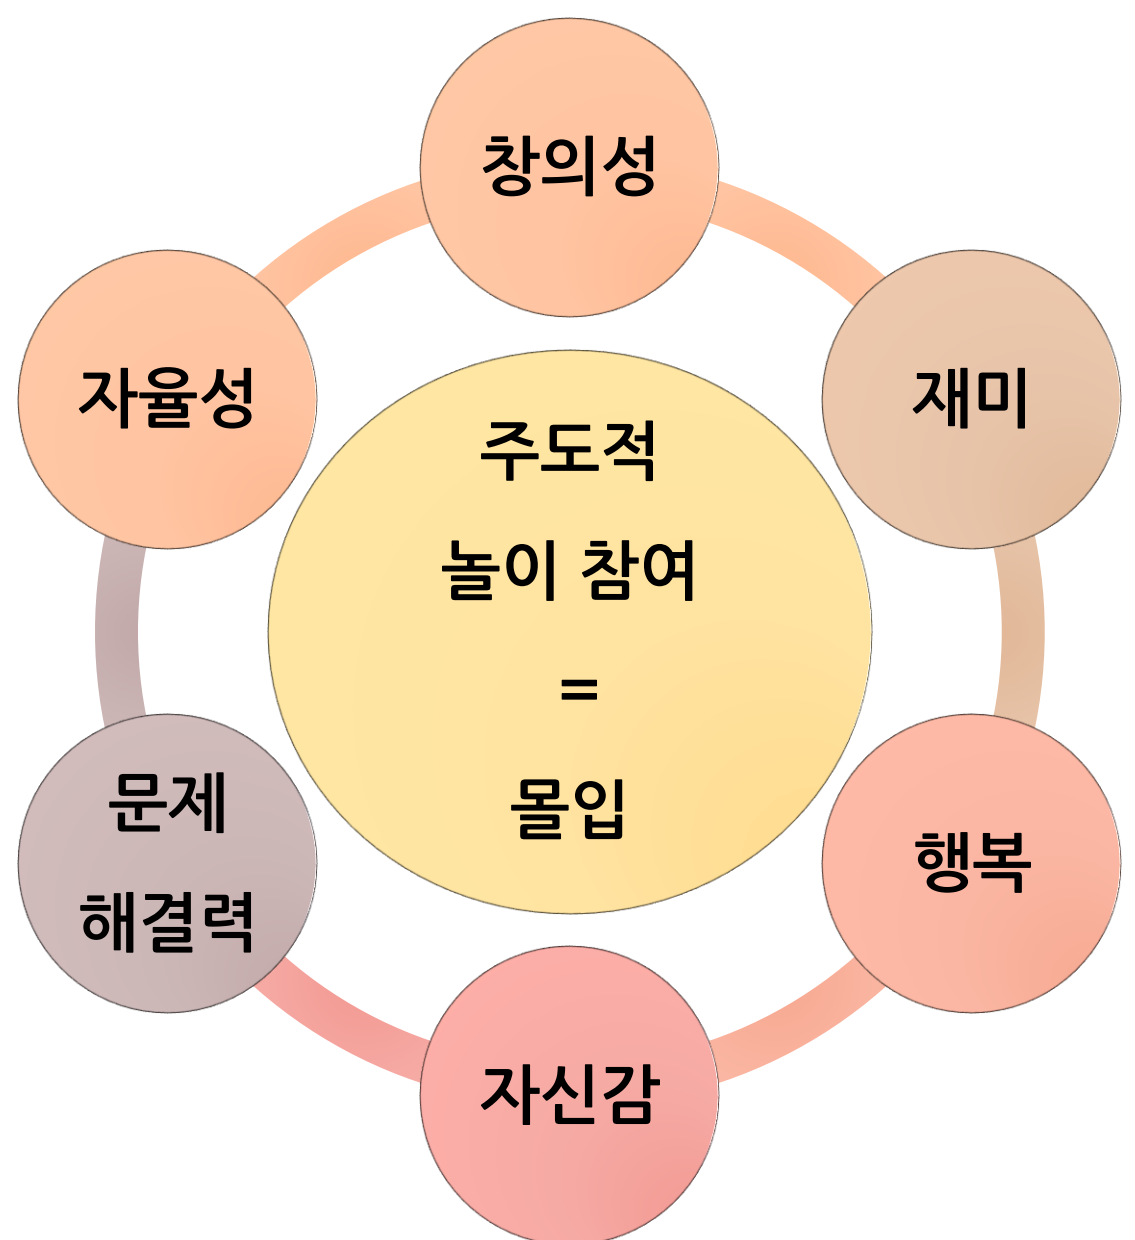 창의성
자율성
재미
주도적
놀이 참여
=
몰입
문제
해결력
행복
자신감